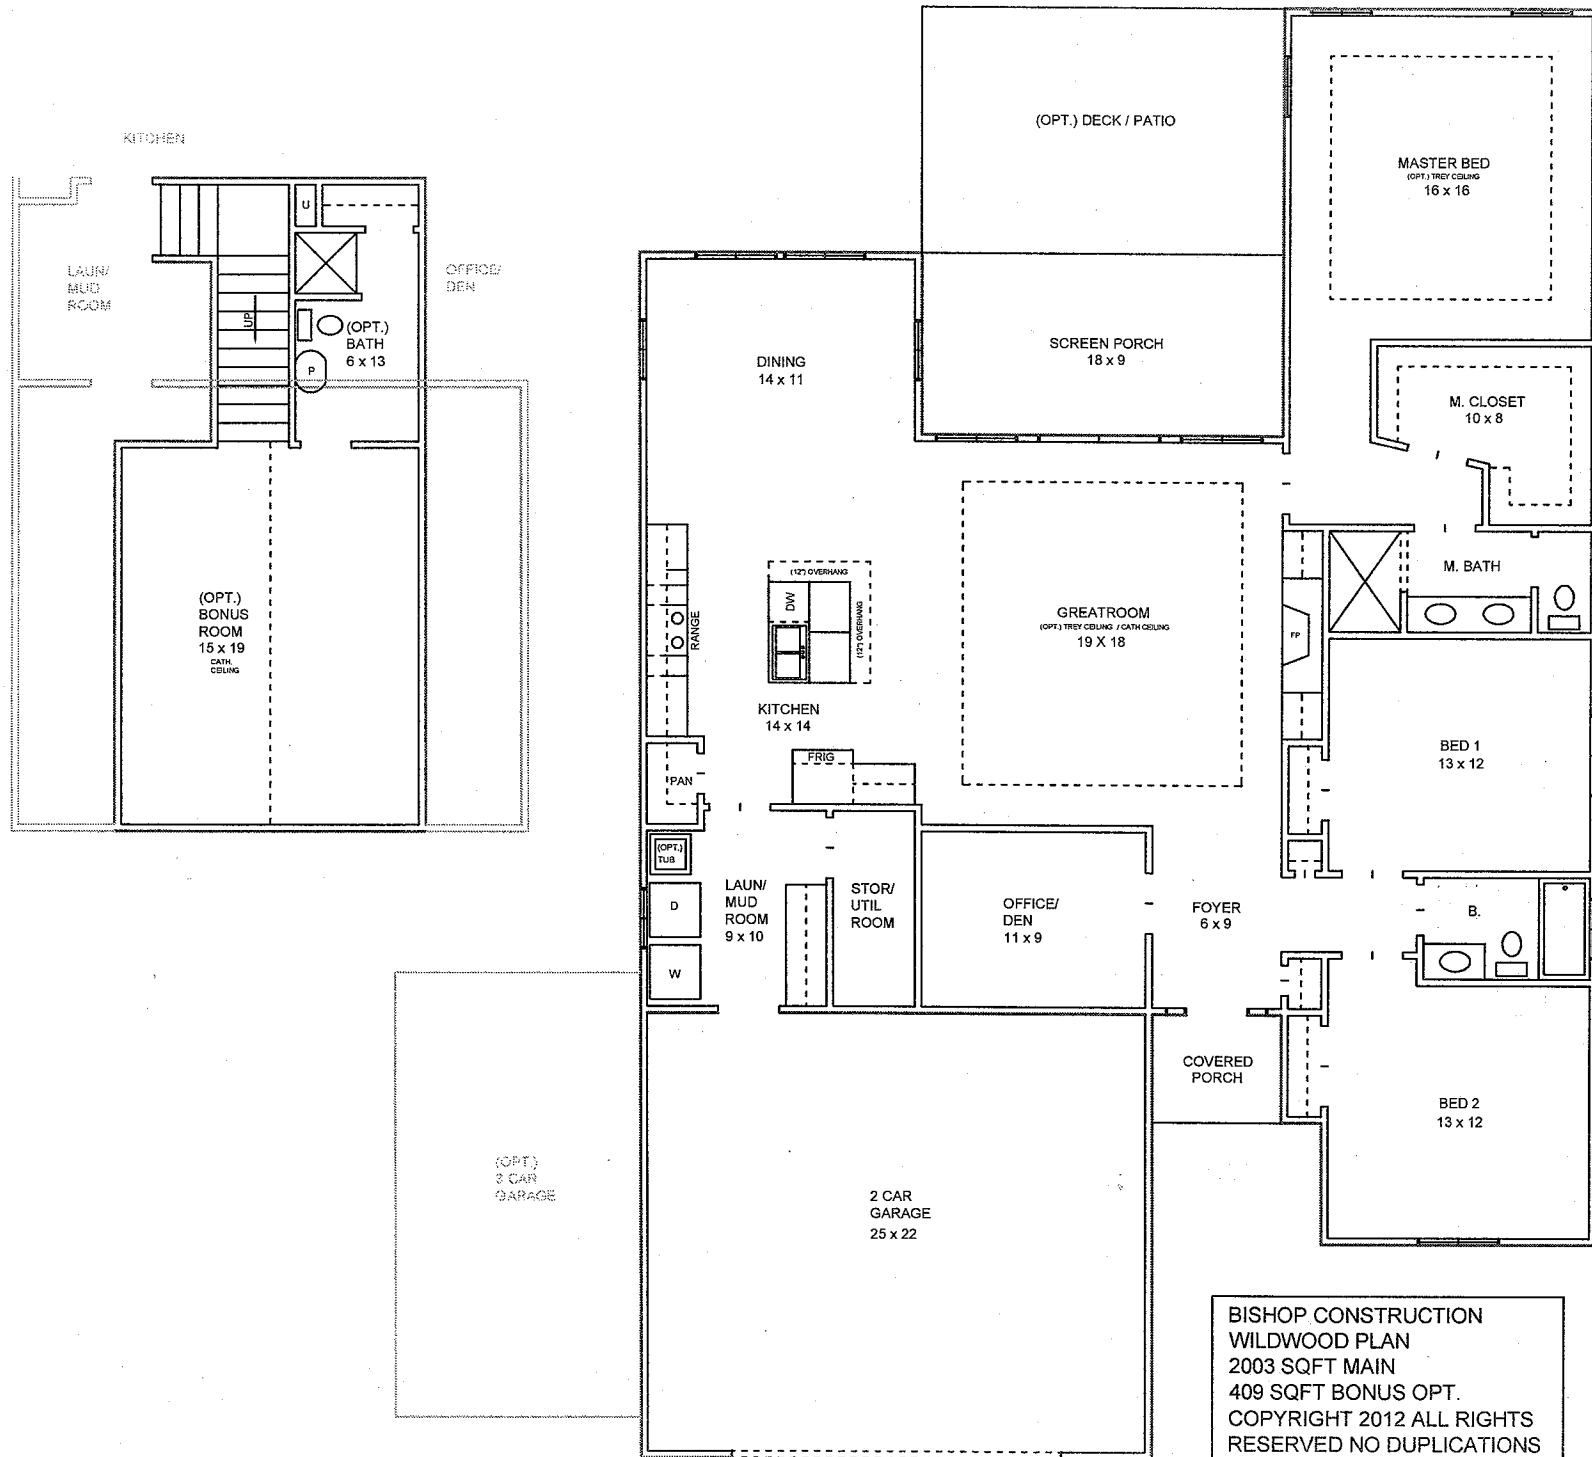 KITCHEN
LAUN/
MUD
ROOM
OFFICE/
DEN
U
UP
(OPT.)
BATH
6 x 13
P
(OPT.)
BONUS
ROOM
15 x 19
CATH.
CEILING
(OPT.) DECK / PATIO
MASTER BED
(OPT.) TREY CEILING
16 x 16
SCREEN PORCH
18 x 9
DINING
14 x 11
M. CLOSET
10 x 8
M. BATH
(12") OVERHANG
(12") OVERHANG
DW
RANGE
GREATROOM
(OPT.) TREY CEILING / CATH CEILING
19 X 18
FP
KITCHEN
14 x 14
FRIG
PAN
BED 1
13 x 12
(OPT.)
TUB
D
W
LAUN/
MUD
ROOM
9 x 10
STOR/
UTIL
ROOM
OFFICE/
DEN
11 x 9
FOYER
6 x 9
B.
COVERED
PORCH
BED 2
13 x 12
(OPT.)
3 CAR
GARAGE
2 CAR
GARAGE
25 x 22
BISHOP CONSTRUCTION
WILDWOOD PLAN
2003 SQFT MAIN
409 SQFT BONUS OPT.
COPYRIGHT 2012 ALL RIGHTS
RESERVED NO DUPLICATIONS